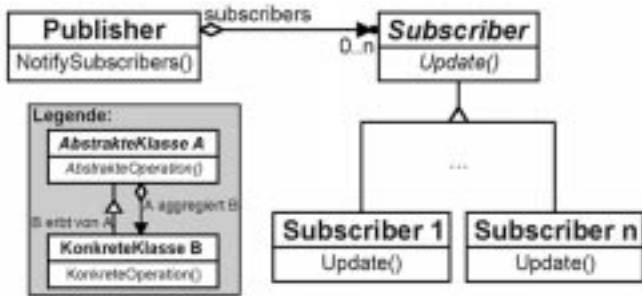 Publisher
NotifySubscribers()
subscribers
0..n
Subscriber
Update()
Legende:
AbstrakteKlasse A
AbstrakteOperation()
A aggregiert B
B erbt von A
KonkreteKlasse B
KonkreteOperation()
...
Subscriber 1
Update()
Subscriber n
Update()